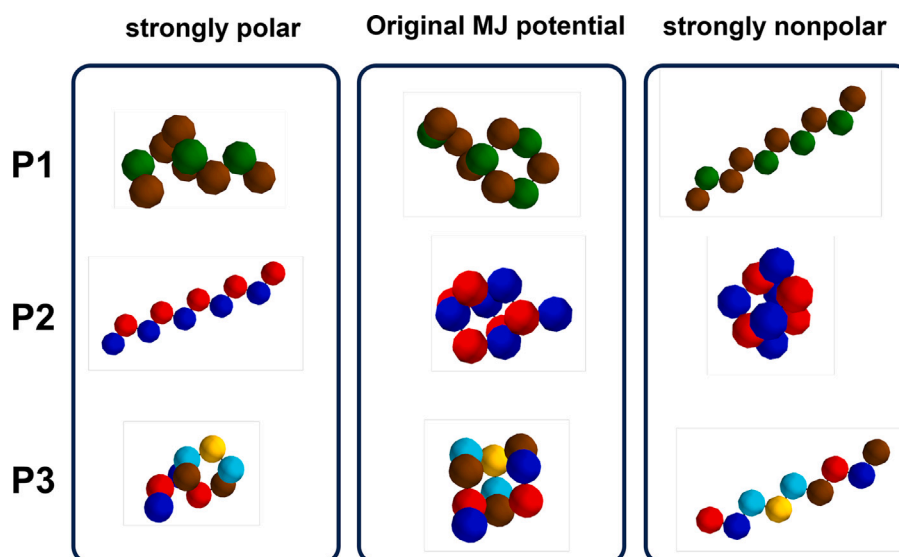 strongly polar
Original MJ potential
strongly nonpolar
P1
P2
P3